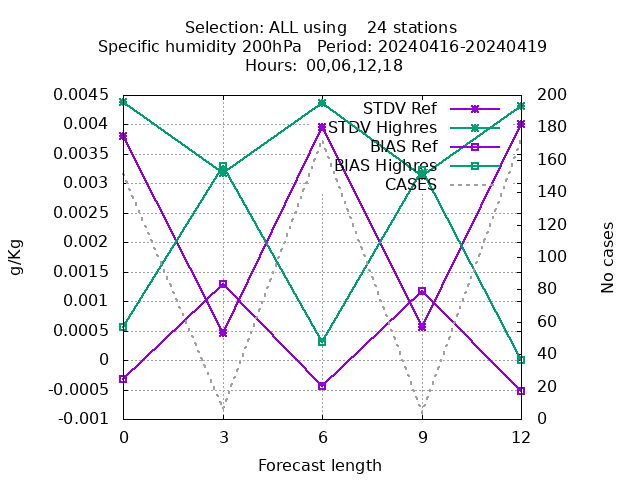 Selection: ALL using    24 stations
Specific humidity 200hPa   Period: 20240416-20240419
Hours:  00,06,12,18
STDV Ref
STDV Highres
BIAS Ref
BIAS Highres
CASES
0.0045
0.004
0.0035
0.003
0.0025
0.002
0.0015
0.001
0.0005
0
-0.0005
-0.001
g/Kg
200
180
160
140
120
100
80
60
40
20
0
No cases
0 3 6 9 12
Forecast length